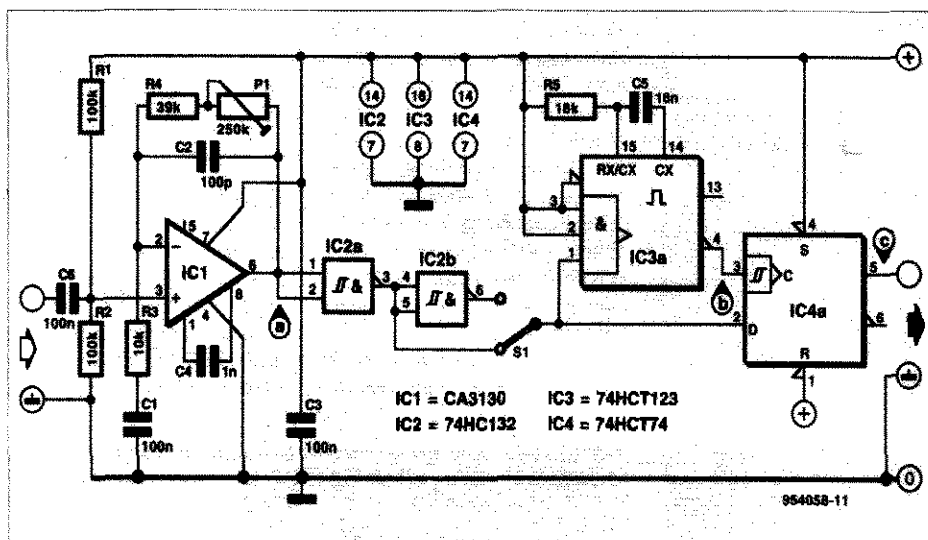 R1
100k
R4
39k
P1
250k
C2
100p
14
16
14
IC2
IC3
IC4
7
8
7
R5
18k
C5
18n
15
14
RX/CX
CX
13
3
2
1
&
4
IC3a
b
4
S
3
C
5
c
IC4a
2
D
6
R
1
+
+
C6
100n
R2
100k
R3
10k
2
3
−
+
IC1
5
7
6
8
1
4
C4
1n
a
IC2a
1
2
&
3
IC2b
4
5
&
6
S1
C1
100n
C3
100n
IC1 = CA3130
IC3 = 74HCT123
IC2 = 74HC132
IC4 = 74HCT74
0
954058-11